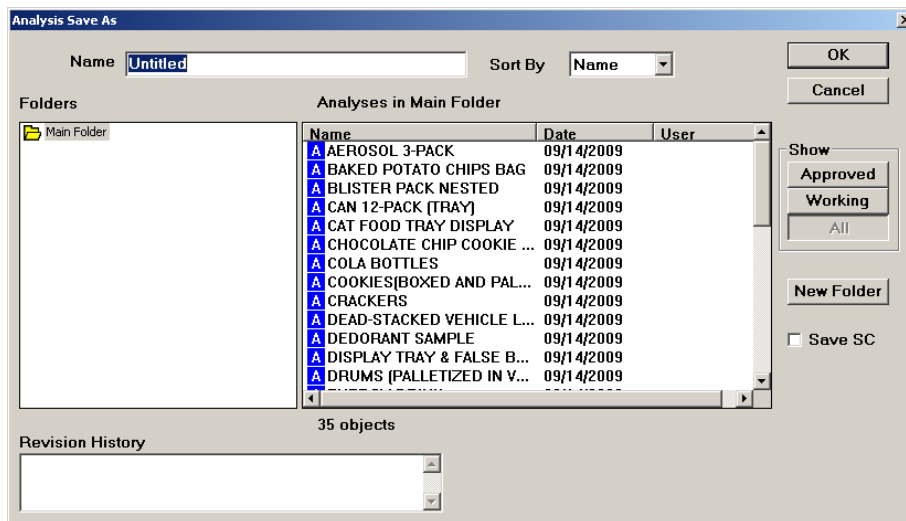 Analysis Save As
Name Untitled Sort By Name OK
Cancel
Folders Analyses in Main Folder
Main Folder
Name Date User
A AEROSOL 3-PACK 09/14/2009
A BAKED POTATO CHIPS BAG 09/14/2009
A BLISTER PACK NESTED 09/14/2009
A CAN 12-PACK (TRAY) 09/14/2009
A CAT FOOD TRAY DISPLAY 09/14/2009
A CHOCOLATE CHIP COOKIE ... 09/14/2009
A COLA BOTTLES 09/14/2009
A COOKIES(BOXED AND PAL... 09/14/2009
A CRACKERS 09/14/2009
A DEAD-STACKED VEHICLE L... 09/14/2009
A DEDORANT SAMPLE 09/14/2009
A DISPLAY TRAY & FALSE B... 09/14/2009
A DRUMS (PALLETIZED IN V... 09/14/2009
Show
Approved
Working
All
New Folder
Save SC
35 objects
Revision History